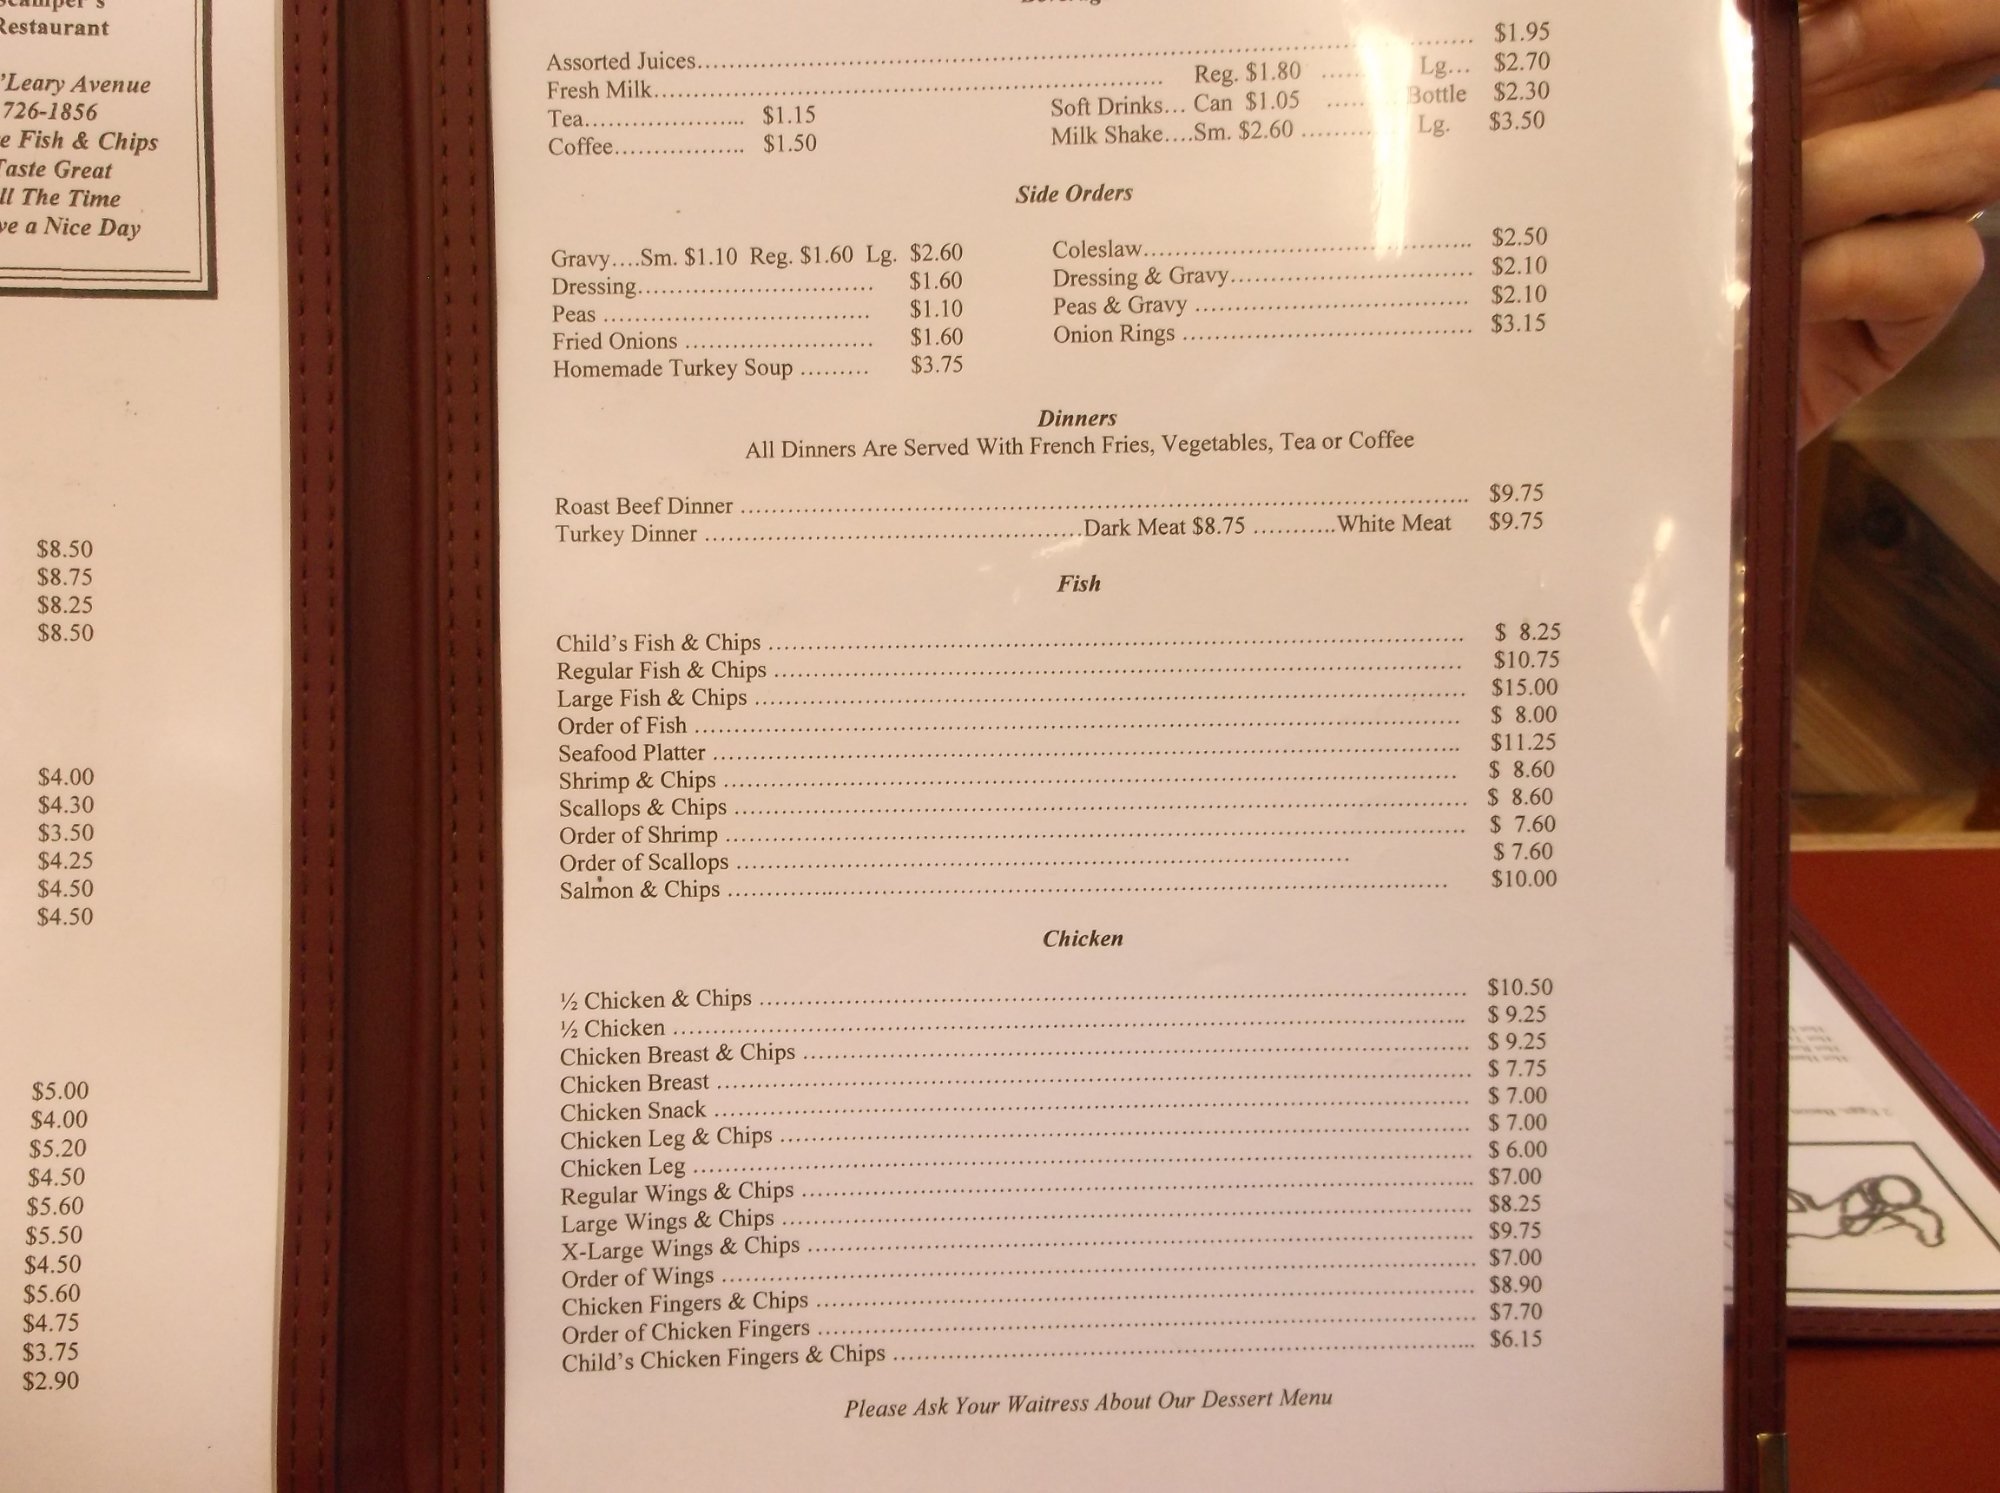 Restaurant
'Leary Avenue
726-1856
Fish & Chips
Taste Great
The Time
a Nice Day
$8.50
$8.75
$8.25
$8.50
$4.00
$4.30
$3.50
$4.25
$4.50
$4.50
$5.00
$4.00
$5.20
$4.50
$5.60
$5.50
$4.50
$5.60
$4.75
$3.75
$2.90
Assorted Juices.......... $1.95
Fresh Milk.......... Reg. $1.80 ...... Lg... $2.70
Tea.......... $1.15 Soft Drinks... Can $1.05 ...... Bottle $2.30
Coffee.......... $1.50 Milk Shake....Sm. $2.60 .......... Lg. $3.50
Side Orders
Gravy....Sm. $1.10 Reg. $1.60 Lg. $2.60 Coleslaw.......... $2.50
Dressing.......... $1.60 Dressing & Gravy.......... $2.10
Peas .......... $1.10 Peas & Gravy .......... $2.10
Fried Onions .......... $1.60 Onion Rings .......... $3.15
Homemade Turkey Soup ......... $3.75
Dinners
All Dinners Are Served With French Fries, Vegetables, Tea or Coffee
Roast Beef Dinner .......... $9.75
Turkey Dinner ..........Dark Meat $8.75 ...........White Meat $9.75
Fish
Child's Fish & Chips .......... $ 8.25
Regular Fish & Chips .......... $10.75
Large Fish & Chips .......... $15.00
Order of Fish .......... $ 8.00
Seafood Platter .......... $11.25
Shrimp & Chips .......... $ 8.60
Scallops & Chips .......... $ 8.60
Order of Shrimp .......... $ 7.60
Order of Scallops .......... $ 7.60
Salmon & Chips .......... $10.00
Chicken
½ Chicken & Chips .......... $10.50
½ Chicken .......... $ 9.25
Chicken Breast & Chips .......... $ 9.25
Chicken Breast .......... $ 7.75
Chicken Snack .......... $ 7.00
Chicken Leg & Chips .......... $ 7.00
Chicken Leg .......... $ 6.00
Regular Wings & Chips .......... $7.00
Large Wings & Chips .......... $8.25
X-Large Wings & Chips .......... $9.75
Order of Wings .......... $7.00
Chicken Fingers & Chips .......... $8.90
Order of Chicken Fingers .......... $7.70
Child's Chicken Fingers & Chips .......... $6.15
Please Ask Your Waitress About Our Dessert Menu